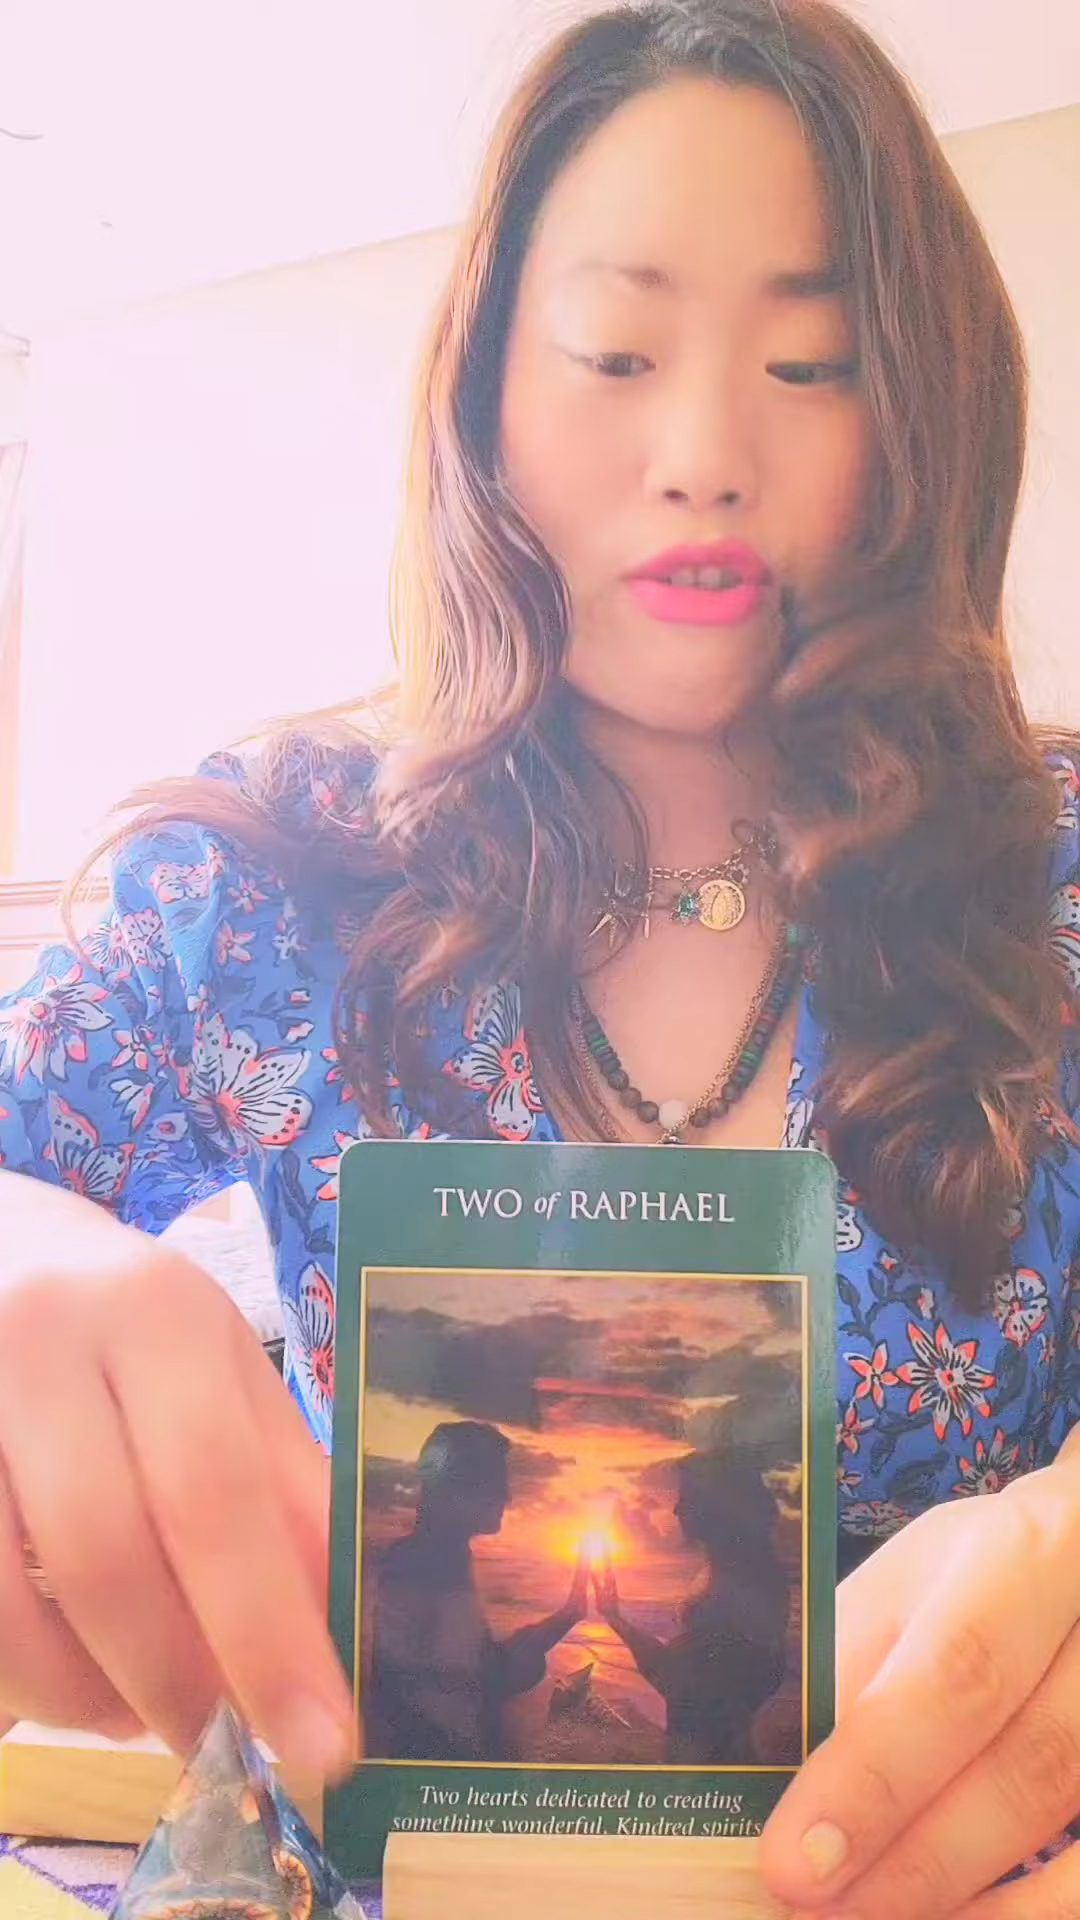 TWO of RAPHAEL
Two hearts dedicated to creating
something wonderful. Kindred spirits